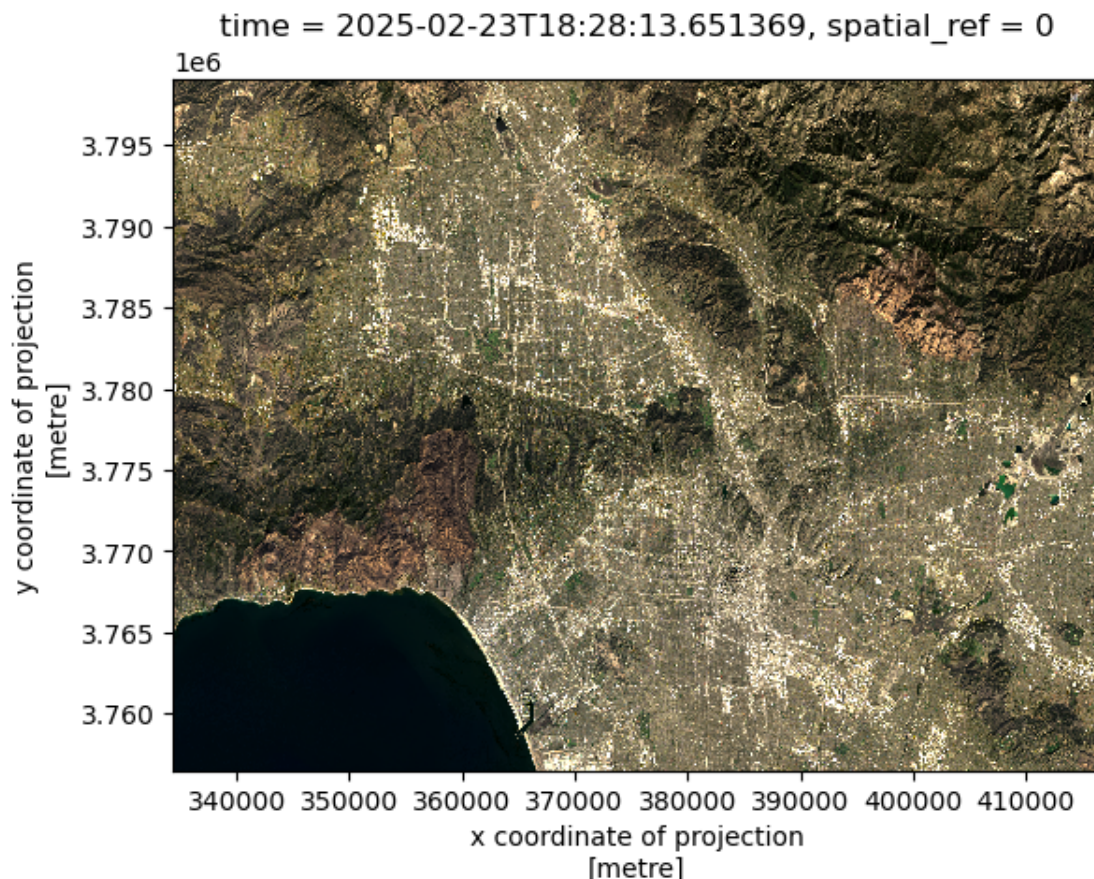 time = 2025-02-23T18:28:13.651369, spatial_ref = 0
1e6
3.795
3.790
3.785
3.780
3.775
3.770
3.765
3.760
y coordinate of projection
[metre]
340000 350000 360000 370000 380000 390000 400000 410000
x coordinate of projection
[metre]